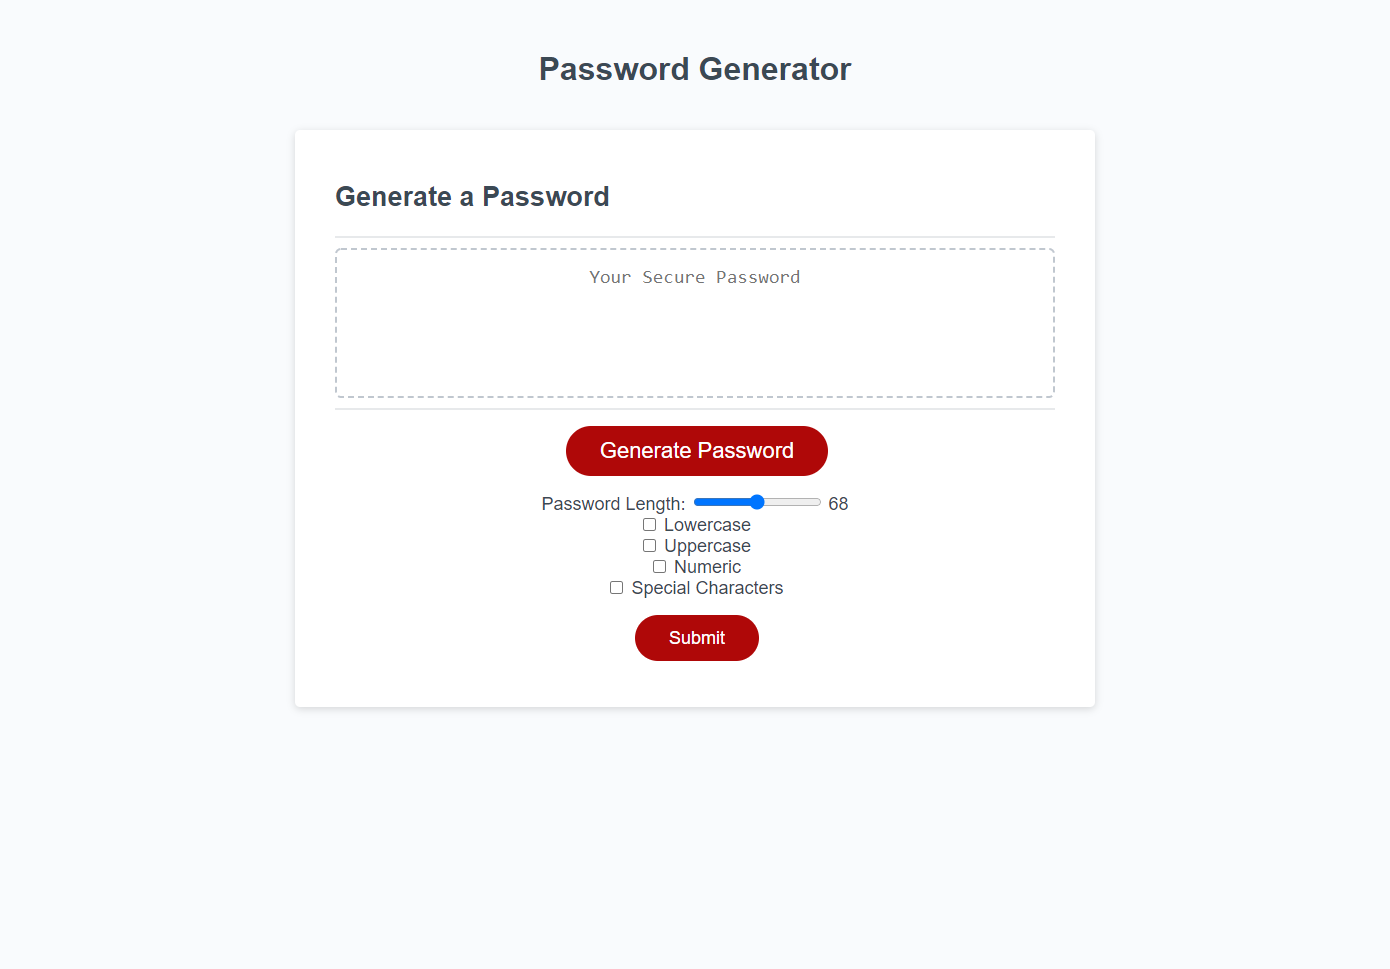 Password Generator
Generate a Password
Your Secure Password
Generate Password
Password Length: 68
Lowercase
Uppercase
Numeric
Special Characters
Submit